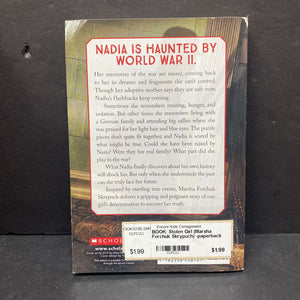 NADIA IS HAUNTED BY
WORLD WAR II.
Her memories of the war are messy, coming back
to her in dreams and fragments she can't control.
Though her adoptive mother says they are safe now,
Nadia's flashbacks keep coming.
Sometimes she remembers running, hunger, and
isolation. But other times she remembers living with
a German family and attending big rallies where she
was praised for her light hair and blue eyes. The puzzle
pieces don't quite fit together, and Nadia is scared by
what might be true. Could she have been raised by
Nazis? Were they her real family? What part did she
play in the war?
What Nadia finally discovers about her own history
will shock her. But only when she understands the past
can she truly face her future.
Inspired by startling true events, Marsha Forchuk
Skrypuch delivers a gripping and poignant story of one
girl's determination to uncover her truth.
SCHOL
$1.99
Encore Kids Consignment
BOOK: Stolen Girl (Marsha
Forchuk Skrypuch) -paperback
CLPCZJ
$1.99